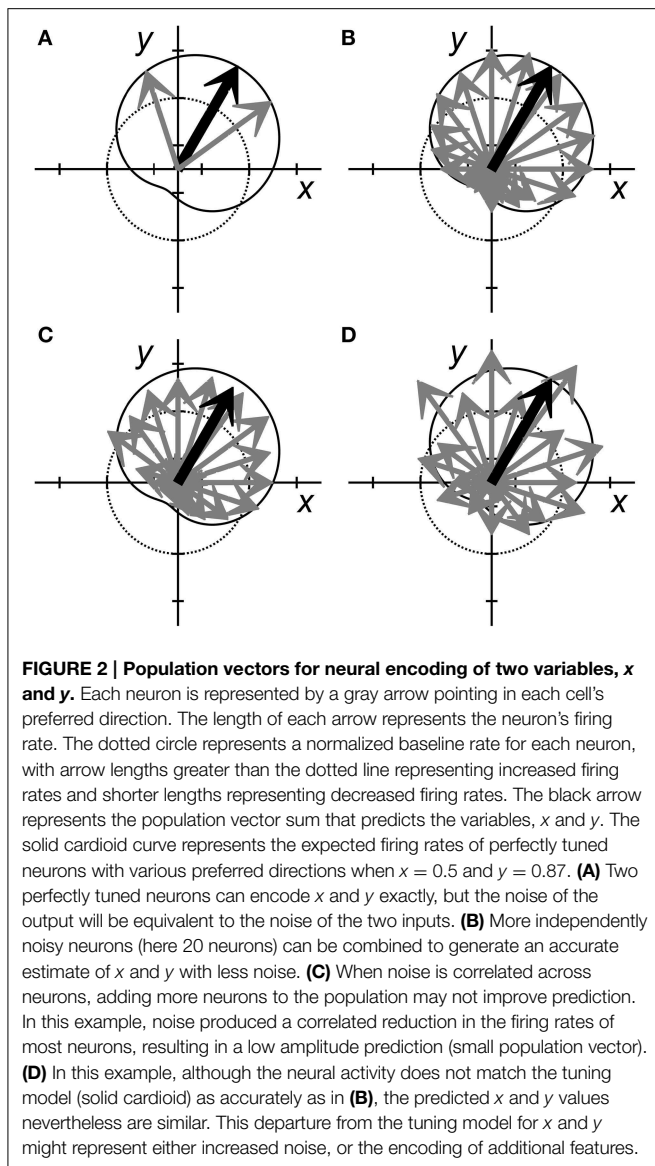 A
y
x
B
y
x
C
y
x
D
y
x
FIGURE 2 | Population vectors for neural encoding of two variables, x
and y. Each neuron is represented by a gray arrow pointing in each cell's
preferred direction. The length of each arrow represents the neuron's firing
rate. The dotted circle represents a normalized baseline rate for each neuron,
with arrow lengths greater than the dotted line representing increased firing
rates and shorter lengths representing decreased firing rates. The black arrow
represents the population vector sum that predicts the variables, x and y. The
solid cardioid curve represents the expected firing rates of perfectly tuned
neurons with various preferred directions when x = 0.5 and y = 0.87. (A) Two
perfectly tuned neurons can encode x and y exactly, but the noise of the
output will be equivalent to the noise of the two inputs. (B) More independently
noisy neurons (here 20 neurons) can be combined to generate an accurate
estimate of x and y with less noise. (C) When noise is correlated across
neurons, adding more neurons to the population may not improve prediction.
In this example, noise produced a correlated reduction in the firing rates of
most neurons, resulting in a low amplitude prediction (small population vector).
(D) In this example, although the neural activity does not match the tuning
model (solid cardioid) as accurately as in (B), the predicted x and y values
nevertheless are similar. This departure from the tuning model for x and y
might represent either increased noise, or the encoding of additional features.